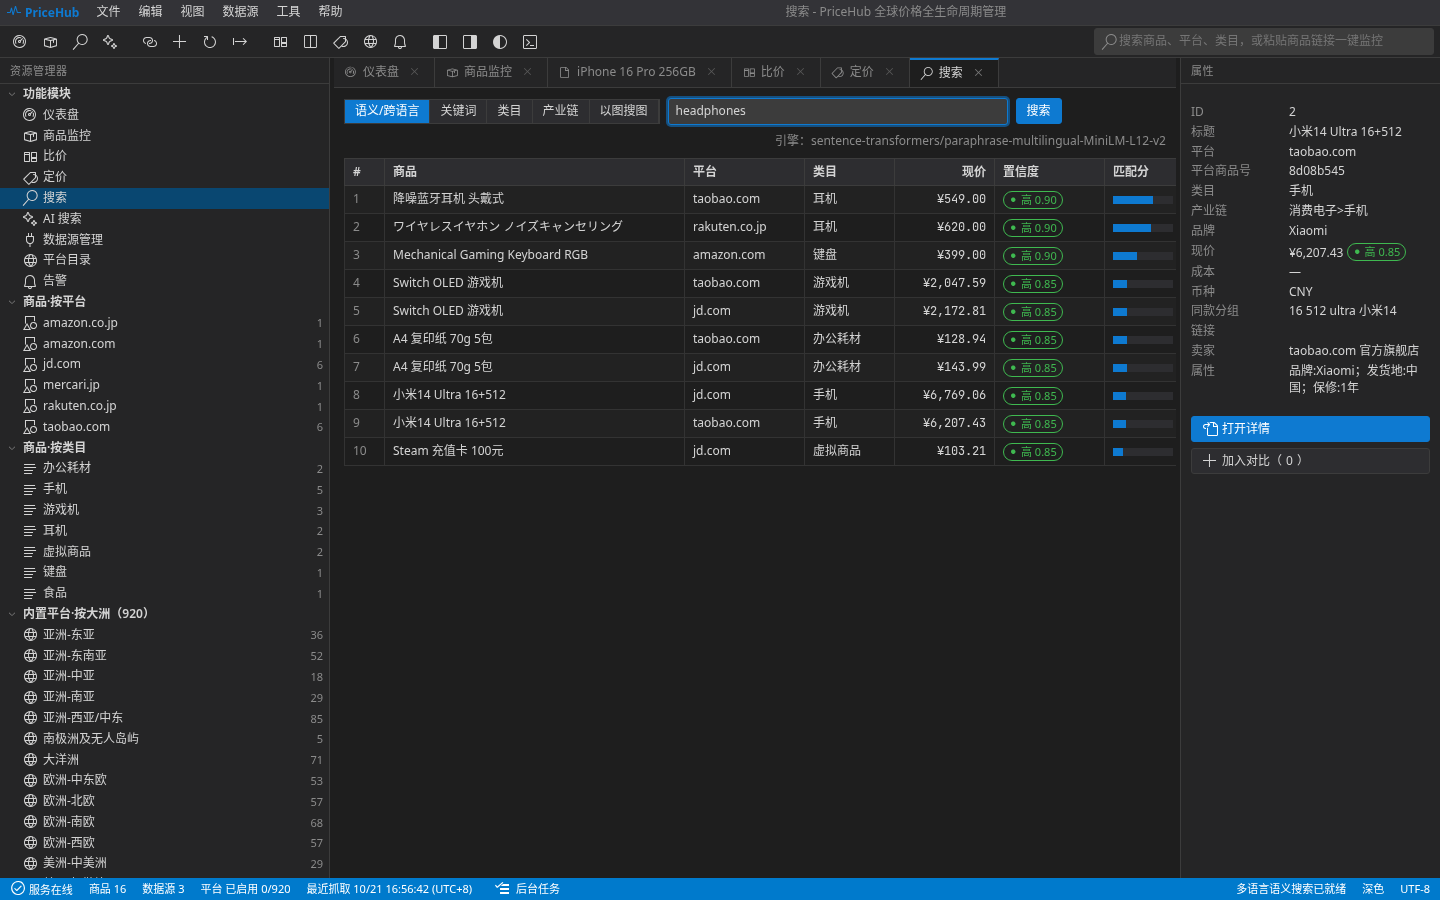 PriceHub 文件 编辑 视图 数据源 工具 帮助 搜索 - PriceHub 全球价格全生命周期管理
搜索商品、平台、类目，或粘贴商品链接一键监控
资源管理器
功能模块
仪表盘
商品监控
比价
定价
搜索
AI 搜索
数据源管理
平台目录
告警
商品·按平台
amazon.co.jp 1
amazon.com 1
jd.com 6
mercari.jp 1
rakuten.co.jp 1
taobao.com 6
商品·按类目
办公耗材 2
手机 5
游戏机 3
耳机 2
虚拟商品 2
键盘 1
食品 1
内置平台·按大洲（920）
亚洲-东亚 36
亚洲-东南亚 52
亚洲-中亚 18
亚洲-南亚 29
亚洲-西亚/中东 85
南极洲及无人岛屿 5
大洋洲 71
欧洲-中东欧 53
欧洲-北欧 57
欧洲-南欧 68
欧洲-西欧 57
美洲-中美洲 29
仪表盘 商品监控 iPhone 16 Pro 256GB 比价 定价 搜索
语义/跨语言 关键词 类目 产业链 以图搜图 headphones 搜索
引擎：sentence-transformers/paraphrase-multilingual-MiniLM-L12-v2
# 商品 平台 类目 现价 置信度 匹配分
1 降噪蓝牙耳机 头戴式 taobao.com 耳机 ¥549.00 高 0.90
2 ワイヤレスイヤホン ノイズキャンセリング rakuten.co.jp 耳机 ¥620.00 高 0.90
3 Mechanical Gaming Keyboard RGB amazon.com 键盘 ¥399.00 高 0.90
4 Switch OLED 游戏机 taobao.com 游戏机 ¥2,047.59 高 0.85
5 Switch OLED 游戏机 jd.com 游戏机 ¥2,172.81 高 0.85
6 A4 复印纸 70g 5包 taobao.com 办公耗材 ¥128.94 高 0.85
7 A4 复印纸 70g 5包 jd.com 办公耗材 ¥143.99 高 0.85
8 小米14 Ultra 16+512 jd.com 手机 ¥6,769.06 高 0.85
9 小米14 Ultra 16+512 taobao.com 手机 ¥6,207.43 高 0.85
10 Steam 充值卡 100元 jd.com 虚拟商品 ¥103.21 高 0.85
属性
ID 2
标题 小米14 Ultra 16+512
平台 taobao.com
平台商品号 8d08b545
类目 手机
产业链 消费电子>手机
品牌 Xiaomi
现价 ¥6,207.43 高 0.85
成本 —
币种 CNY
同款分组 16 512 ultra 小米14
链接
卖家 taobao.com 官方旗舰店
属性 品牌:Xiaomi；发货地:中
国；保修:1年
打开详情
加入对比（ 0 ）
服务在线 商品 16 数据源 3 平台 已启用 0/920 最近抓取 10/21 16:56:42 (UTC+8) 后台任务 多语言语义搜索已就绪 深色 UTF-8